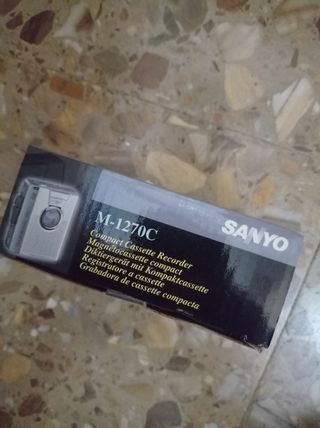 SANYO
M-1270C
Compact Cassette Recorder
Magnétocassette compact
Diktiergerät mit Kompaktcassette
Registratore a cassette
Grabadora de cassette compacta